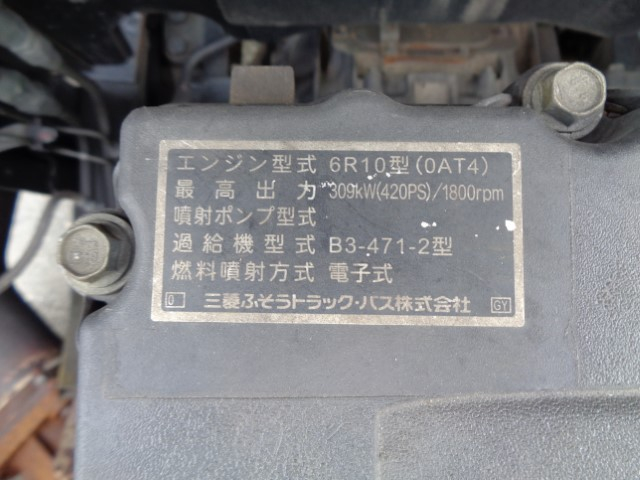 エンジン型式 6R10型(0AT4)
最高出力 309kW(420PS)/1800rpm
噴射ポンプ型式
過給機型式 B3-471-2型
燃料噴射方式 電子式
0 三菱ふそうトラック・バス株式会社 GY